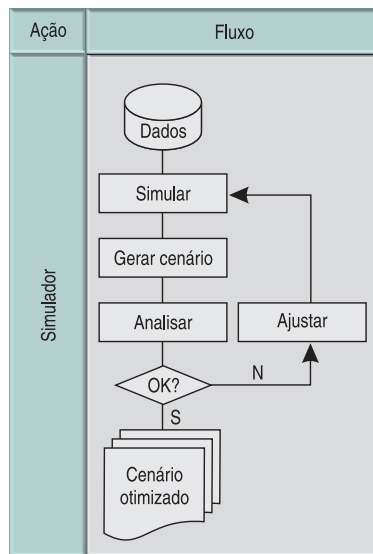 Ação
Fluxo
Simulador
Dados
Simular
Gerar cenário
Analisar
Ajustar
OK?
N
S
Cenário
otimizado